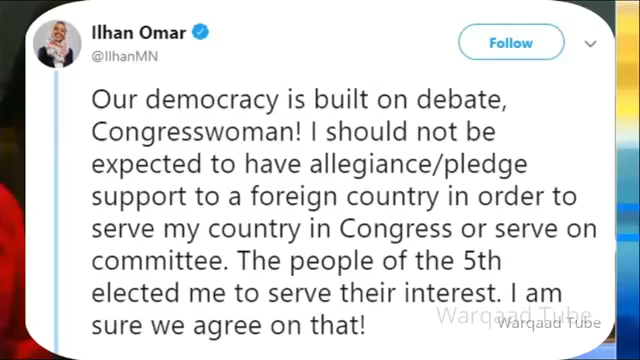 Ilhan Omar
@IlhanMN
Follow
Our democracy is built on debate,
Congresswoman! I should not be
expected to have allegiance/pledge
support to a foreign country in order to
serve my country in Congress or serve on
committee. The people of the 5th
elected me to serve their interest. I am
sure we agree on that!
Warqaad Tube
Warqaad Tube